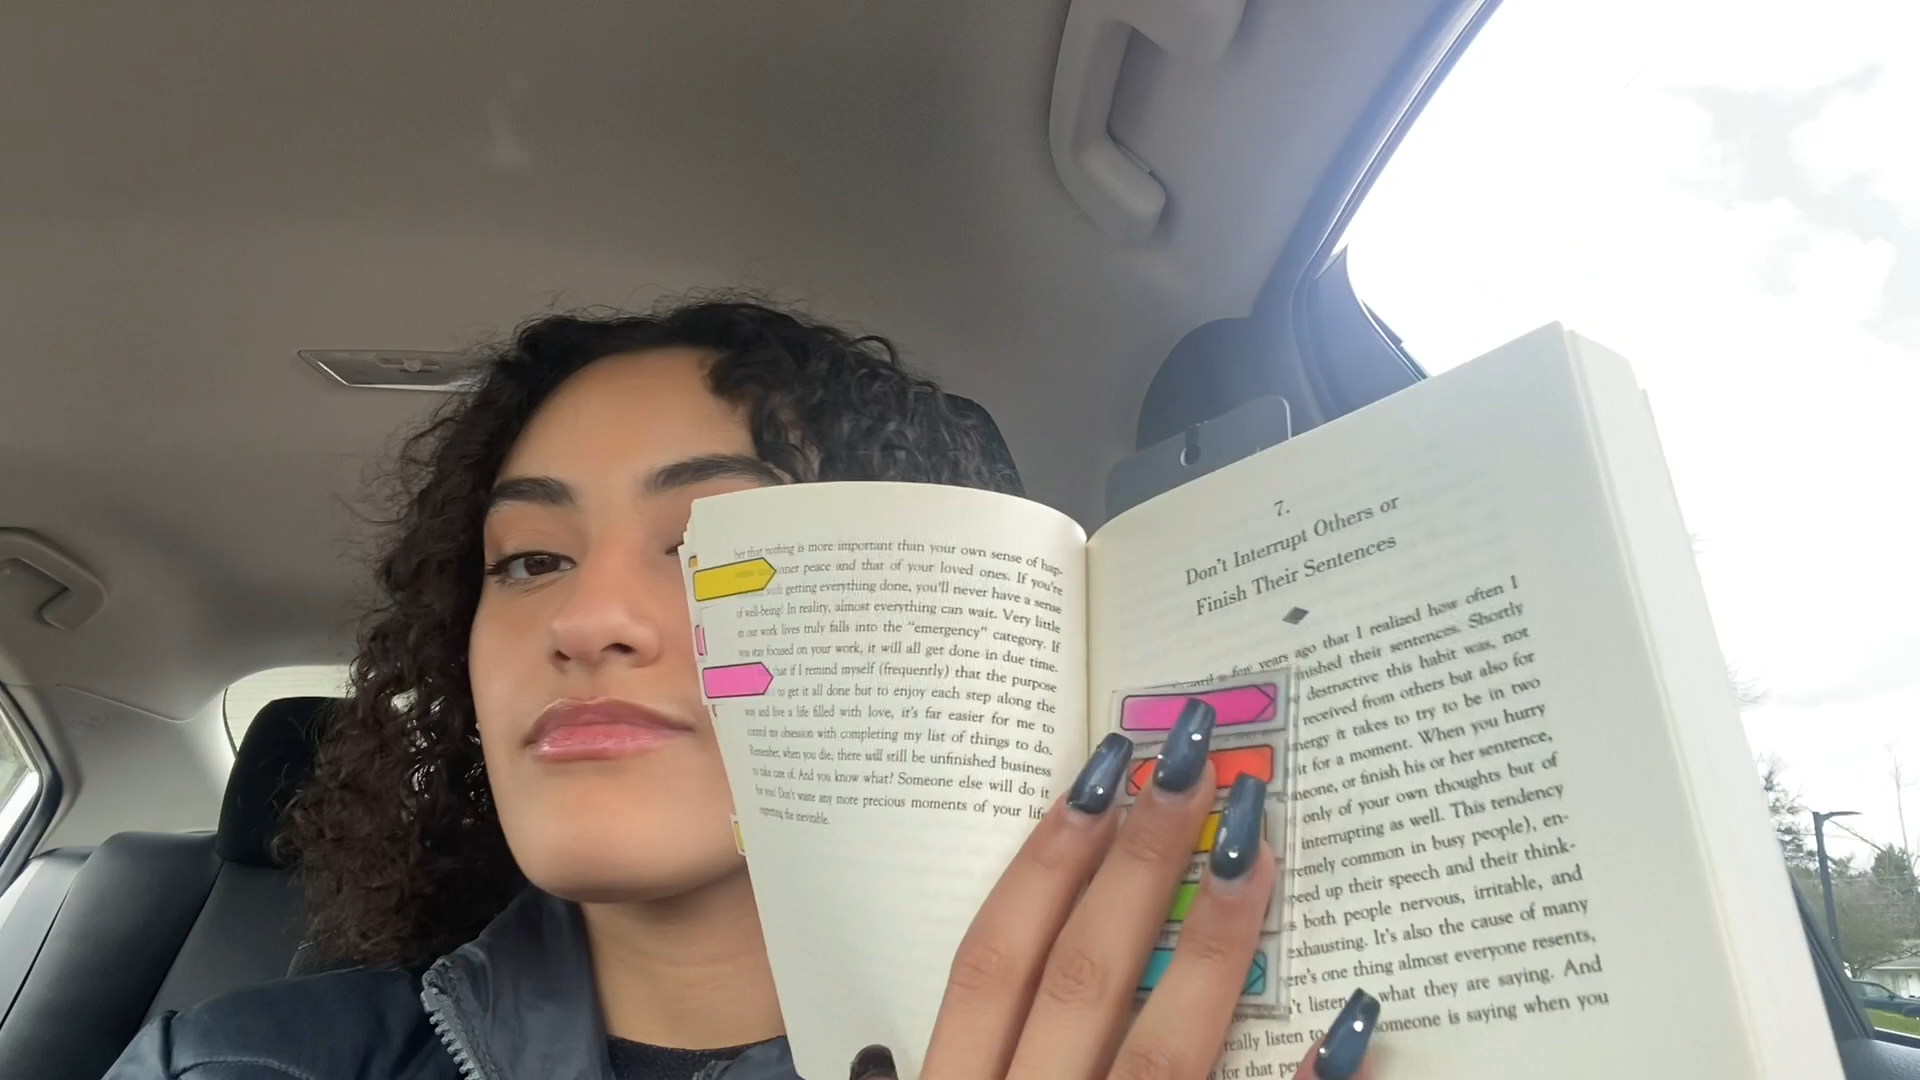 ber that nothing is more important than your own sense of hap-
inner peace and that of your loved ones. If you're
with getting everything done, you'll never have a sense
of well-being! In reality, almost everything can wait. Very little
in our work lives truly falls into the "emergency" category. If
you stay focused on your work, it will all get done in due time.
that if I remind myself (frequently) that the purpose
to get it all done but to enjoy each step along the
way and live a life filled with love, it's far easier for me to
control my obsession with completing my list of things to do.
Remember, when you die, there will still be unfinished business
to take care of. And you know what? Someone else will do it
for you! Don't waste any more precious moments of your life
regretting the inevitable.
7.
Don't Interrupt Others or
Finish Their Sentences
few years ago that I realized how often I
their sentences. Shortly
destructive this habit was, not
received from others but also for
it takes to try to be in two
it for a moment. When you hurry
or finish his or her sentence,
only of your own thoughts but of
interrupting as well. This tendency
common in busy people), en-
up their speech and their think-
both people nervous, irritable, and
exhausting. It's also the cause of many
one thing almost everyone resents,
listen what they are saying. And
really listen to someone is saying when you
for that